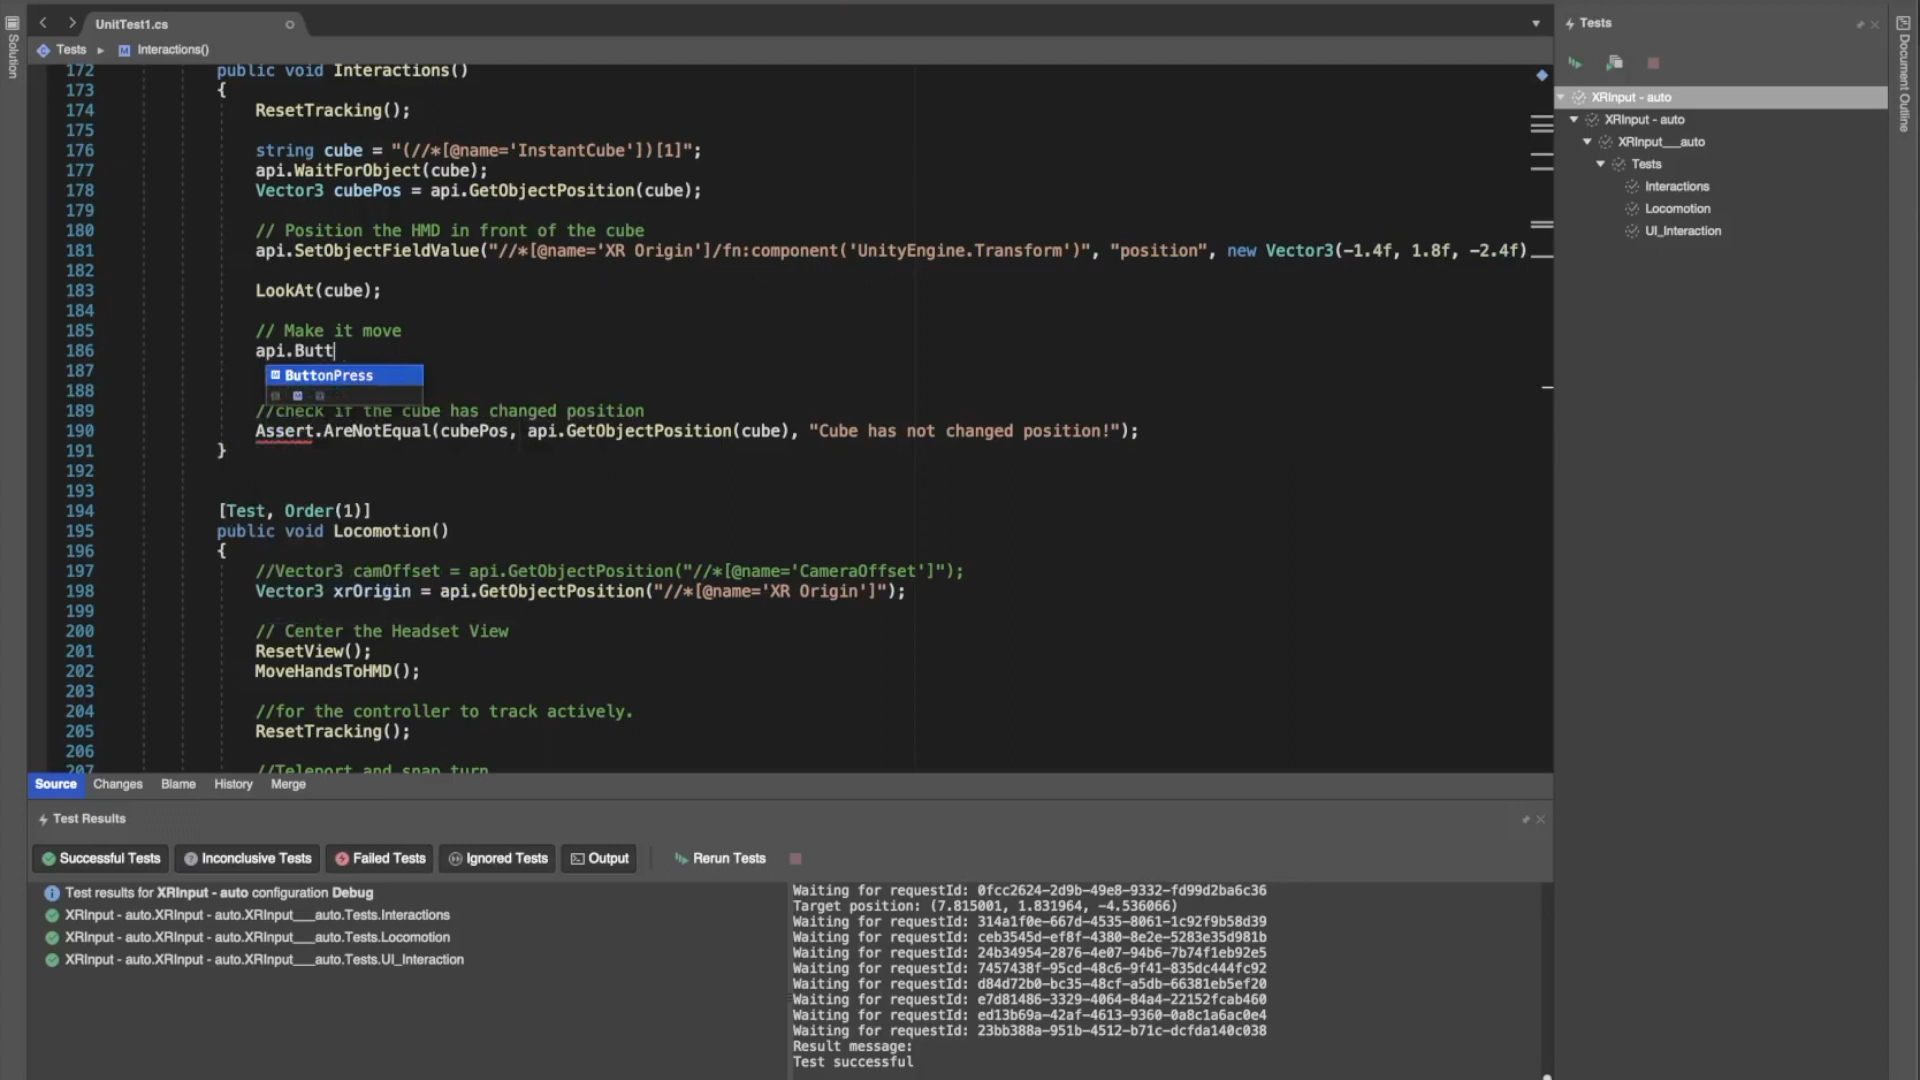 Solution
UnitTest1.cs
Tests
Interactions()
172 public void Interactions()
173 {
174 ResetTracking();
175
176 string cube = "(//*[@name='InstantCube'])[1]";
177 api.WaitForObject(cube);
178 Vector3 cubePos = api.GetObjectPosition(cube);
179
180 // Position the HMD in front of the cube
181 api.SetObjectFieldValue("//*[@name='XR Origin']/fn:component('UnityEngine.Transform')", "position", new Vector3(-1.4f, 1.8f, -2.4f)
182
183 LookAt(cube);
184
185 // Make it move
186 api.Butt
187 ButtonPress
188
189 //check if the cube has changed position
190 Assert.AreNotEqual(cubePos, api.GetObjectPosition(cube), "Cube has not changed position!");
191 }
192
193
194 [Test, Order(1)]
195 public void Locomotion()
196 {
197 //Vector3 camOffset = api.GetObjectPosition("//*[@name='CameraOffset']");
198 Vector3 xrOrigin = api.GetObjectPosition("//*[@name='XR Origin']");
199
200 // Center the Headset View
201 ResetView();
202 MoveHandsToHMD();
203
204 //for the controller to track actively.
205 ResetTracking();
206
207 //Teleport and snap turn
Source Changes Blame History Merge
Test Results
Successful Tests Inconclusive Tests Failed Tests Ignored Tests Output Rerun Tests
Test results for XRInput - auto configuration Debug
XRInput - auto.XRInput - auto.XRInput___auto.Tests.Interactions
XRInput - auto.XRInput - auto.XRInput___auto.Tests.Locomotion
XRInput - auto.XRInput - auto.XRInput___auto.Tests.UI_Interaction
Waiting for requestId: 0fcc2624-2d9b-49e8-9332-fd99d2ba6c36
Target position: (7.815001, 1.831964, -4.536066)
Waiting for requestId: 314a1f0e-667d-4535-8061-1c92f9b58d39
Waiting for requestId: ceb3545d-ef8f-4380-8e2e-5283e35d981b
Waiting for requestId: 24b34954-2876-4e07-94b6-7b74f1eb92e5
Waiting for requestId: 7457438f-95cd-48c6-9f41-835dc444fc92
Waiting for requestId: d84d72b0-bc35-48cf-a5db-66381eb5ef20
Waiting for requestId: e7d81486-3329-4064-84a4-22152fcab460
Waiting for requestId: ed13b69a-42af-4613-9360-0a8c1a6ac0e4
Waiting for requestId: 23bb388a-951b-4512-b71c-dcfda140c038
Result message:
Test successful
Tests
XRInput - auto
XRInput - auto
XRInput___auto
Tests
Interactions
Locomotion
UI_Interaction
Document Outline